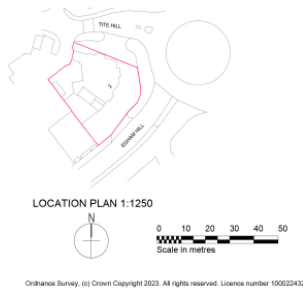 TITE HILL
2
EGHAM HILL
LOCATION PLAN 1:1250
N
0 10 20 30 40 50
Scale in metres
Ordnance Survey, (c) Crown Copyright 2023. All rights reserved. Licence number 100022432